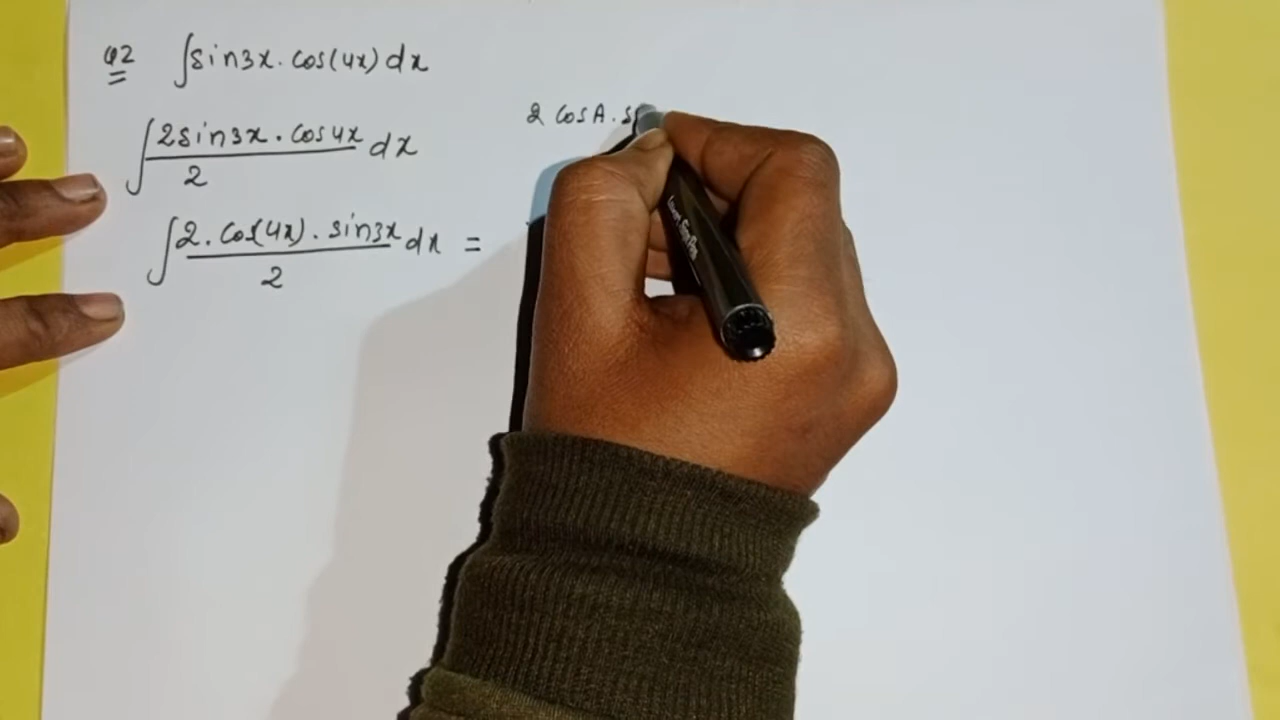 Q2 ∫sin3x. cos(4x) dx
∫ 2sin3x . cos4x / 2 dx
∫ 2. cos(4x) . sin3x / 2 dx =
2 cosA .